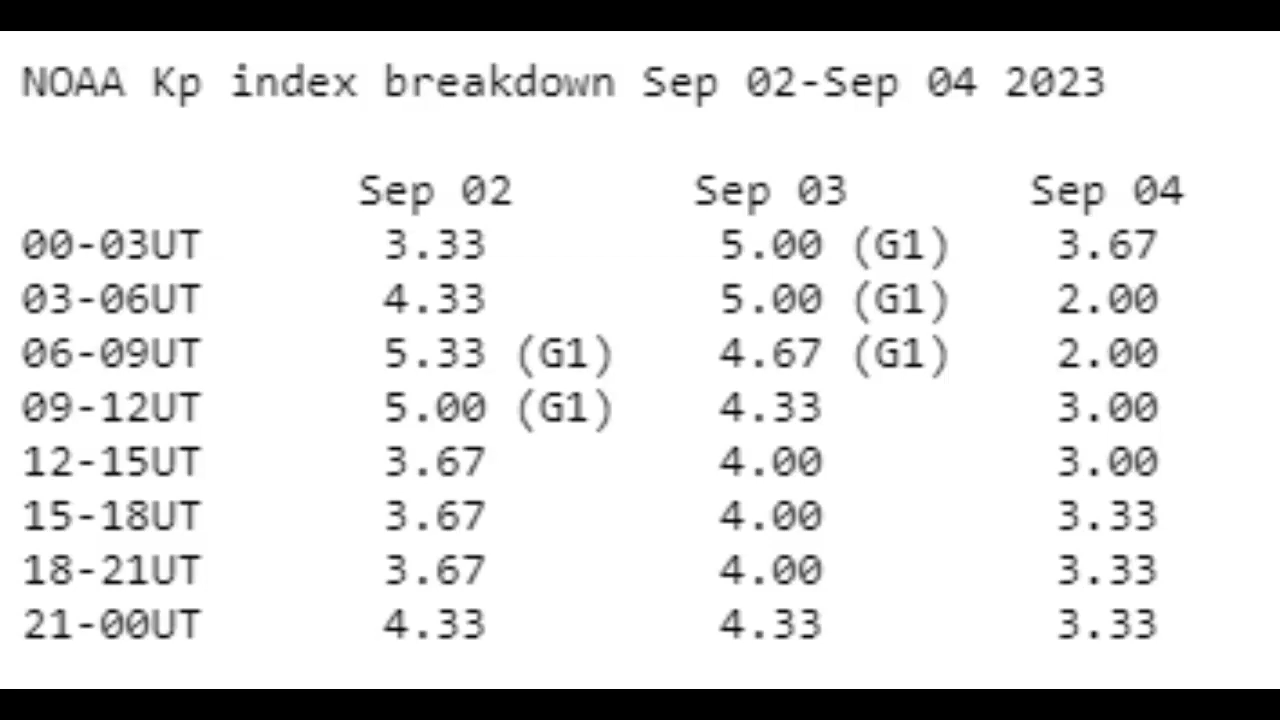 NOAA Kp index breakdown Sep 02-Sep 04 2023
Sep 02 Sep 03 Sep 04
00-03UT 3.33 5.00 (G1) 3.67
03-06UT 4.33 5.00 (G1) 2.00
06-09UT 5.33 (G1) 4.67 (G1) 2.00
09-12UT 5.00 (G1) 4.33 3.00
12-15UT 3.67 4.00 3.00
15-18UT 3.67 4.00 3.33
18-21UT 3.67 4.00 3.33
21-00UT 4.33 4.33 3.33